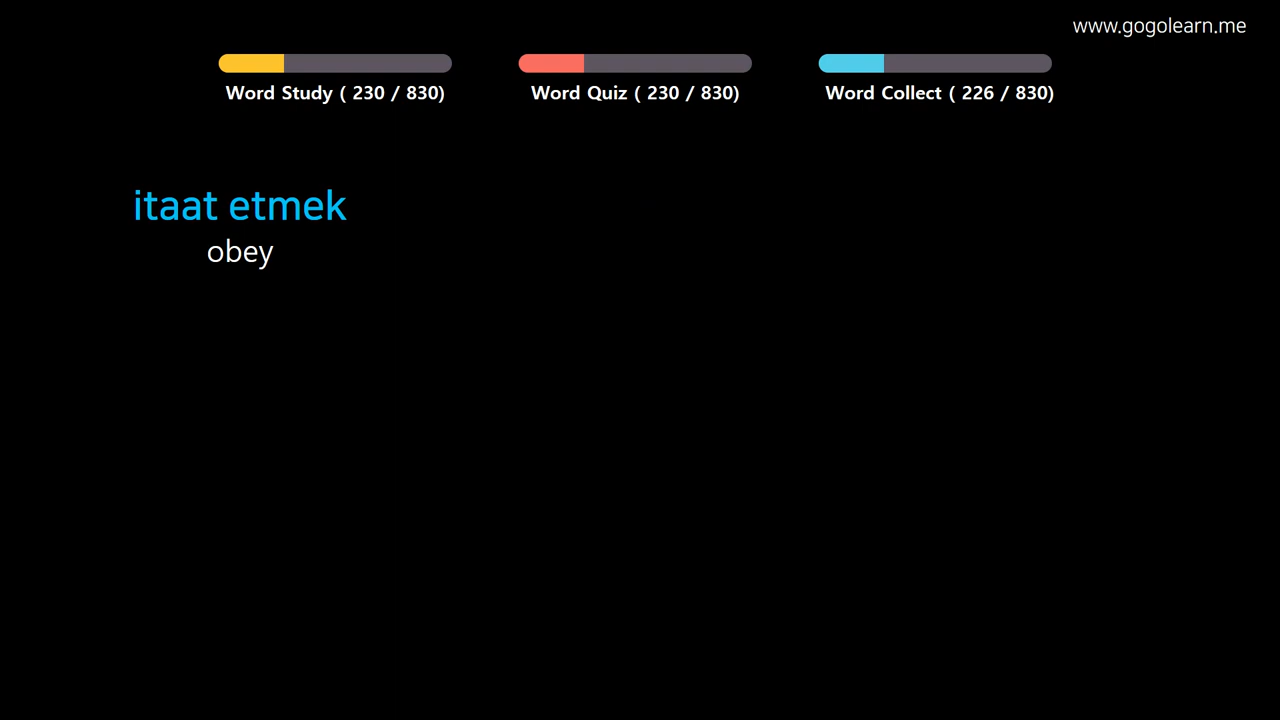 www.gogolearn.me
Word Study ( 230 / 830)
Word Quiz ( 230 / 830)
Word Collect ( 226 / 830)
itaat etmek
obey